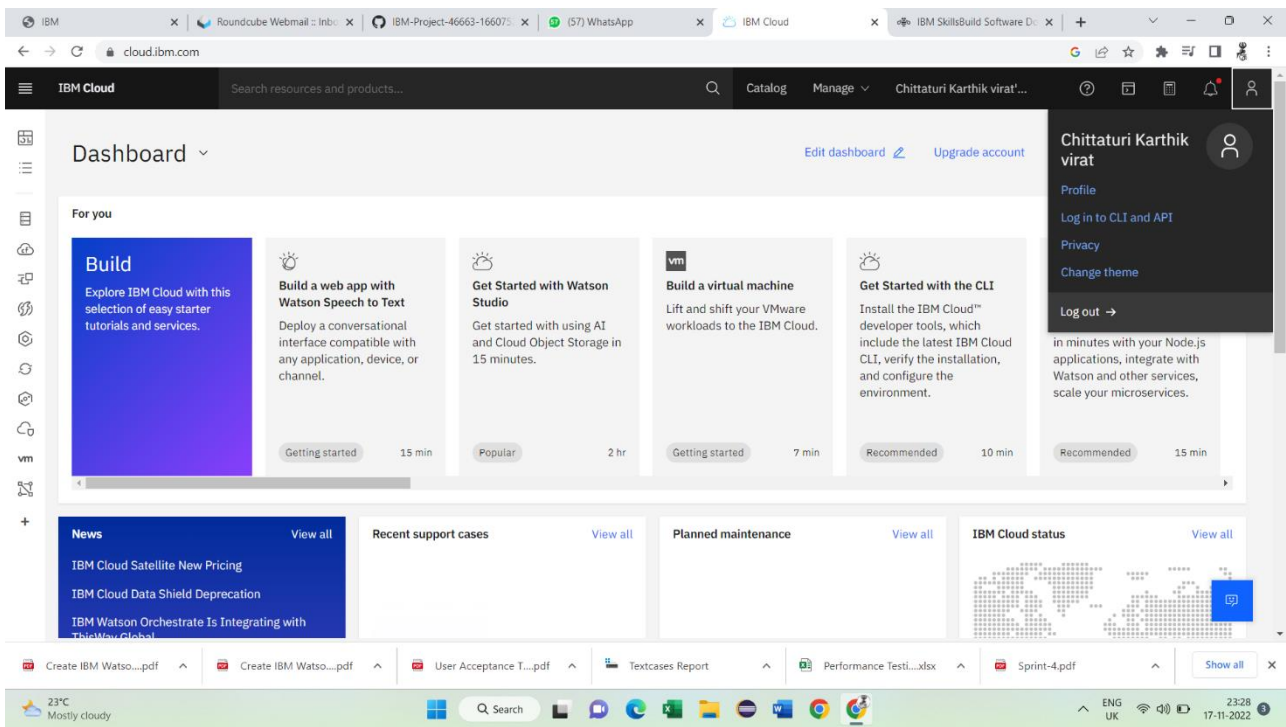 IBM
Roundcube Webmail :: Inbo
IBM-Project-46663-166075
(57) WhatsApp
IBM Cloud
IBM SkillsBuild Software Do
cloud.ibm.com
IBM Cloud
Search resources and products...
Catalog
Manage
Chittaturi Karthik virat'...
Dashboard
Edit dashboard
Upgrade account
Chittaturi Karthik
virat
Profile
Log in to CLI and API
Privacy
Change theme
Log out →
For you
Build
Explore IBM Cloud with this
selection of easy starter
tutorials and services.
Build a web app with
Watson Speech to Text
Deploy a conversational
interface compatible with
any application, device, or
channel.
Getting started 15 min
Get Started with Watson
Studio
Get started with using AI
and Cloud Object Storage in
15 minutes.
Popular 2 hr
vm
Build a virtual machine
Lift and shift your VMware
workloads to the IBM Cloud.
Getting started 7 min
Get Started with the CLI
Install the IBM Cloud™
developer tools, which
include the latest IBM Cloud
CLI, verify the installation,
and configure the
environment.
Recommended 10 min
in minutes with your Node.js
applications, integrate with
Watson and other services,
scale your microservices.
Recommended 15 min
vm
News View all
IBM Cloud Satellite New Pricing
IBM Cloud Data Shield Deprecation
IBM Watson Orchestrate Is Integrating with
ThisWay Global
Recent support cases View all
Planned maintenance View all
IBM Cloud status View all
Create IBM Watso....pdf
Create IBM Watso....pdf
User Acceptance T....pdf
Textcases Report
Performance Testi....xlsx
Sprint-4.pdf
Show all
23°C
Mostly cloudy
Search
ENG
UK
23:28
17-11-2022
3